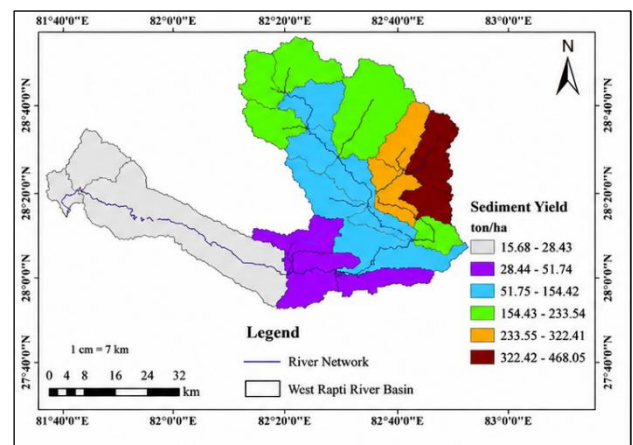 81°40'0"E 82°0'0"E 82°20'0"E 82°40'0"E 83°0'0"E
N
28°40'0"N 28°40'0"N
28°20'0"N 28°20'0"N
28°0'0"N 28°0'0"N
27°40'0"N 27°40'0"N
Sediment Yield
ton/ha
15.68 - 28.43
28.44 - 51.74
51.75 - 154.42
154.43 - 233.54
233.55 - 322.41
322.42 - 468.05
Legend
River Network
West Rapti River Basin
1 cm = 7 km
0 4 8 16 24 32
km
81°40'0"E 82°0'0"E 82°20'0"E 82°40'0"E 83°0'0"E